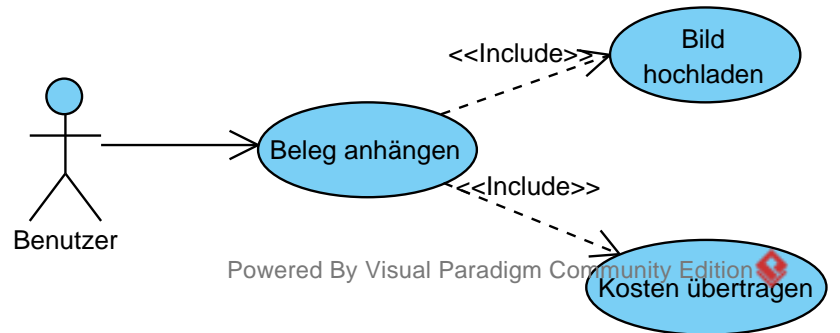 Bild
hochladen
<<Include>>
Beleg anhängen
<<Include>>
Benutzer
Powered By Visual Paradigm Community Edition
Kosten übertragen